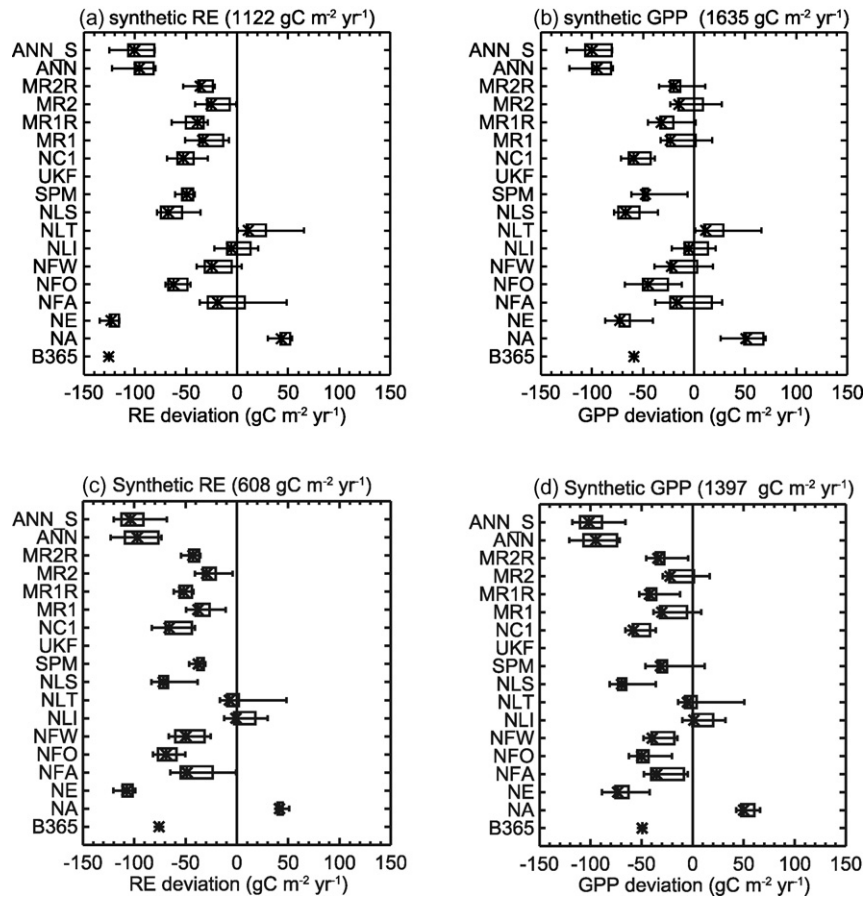 (a) synthetic RE (1122 gC m⁻² yr⁻¹)
ANN_S
ANN
MR2R
MR2
MR1R
MR1
NC1
UKF
SPM
NLS
NLT
NLI
NFW
NFO
NFA
NE
NA
B365
-150 -100 -50 0 50 100 150
RE deviation (gC m⁻² yr⁻¹)
(b) synthetic GPP (1635 gC m⁻² yr⁻¹)
ANN_S
ANN
MR2R
MR2
MR1R
MR1
NC1
UKF
SPM
NLS
NLT
NLI
NFW
NFO
NFA
NE
NA
B365
-150 -100 -50 0 50 100 150
GPP deviation (gC m⁻² yr⁻¹)
(c) Synthetic RE (608 gC m⁻² yr⁻¹)
ANN_S
ANN
MR2R
MR2
MR1R
MR1
NC1
UKF
SPM
NLS
NLT
NLI
NFW
NFO
NFA
NE
NA
B365
-150 -100 -50 0 50 100 150
RE deviation (gC m⁻² yr⁻¹)
(d) Synthetic GPP (1397 gC m⁻² yr⁻¹)
ANN_S
ANN
MR2R
MR2
MR1R
MR1
NC1
UKF
SPM
NLS
NLT
NLI
NFW
NFO
NFA
NE
NA
B365
-150 -100 -50 0 50 100 150
GPP deviation (gC m⁻² yr⁻¹)